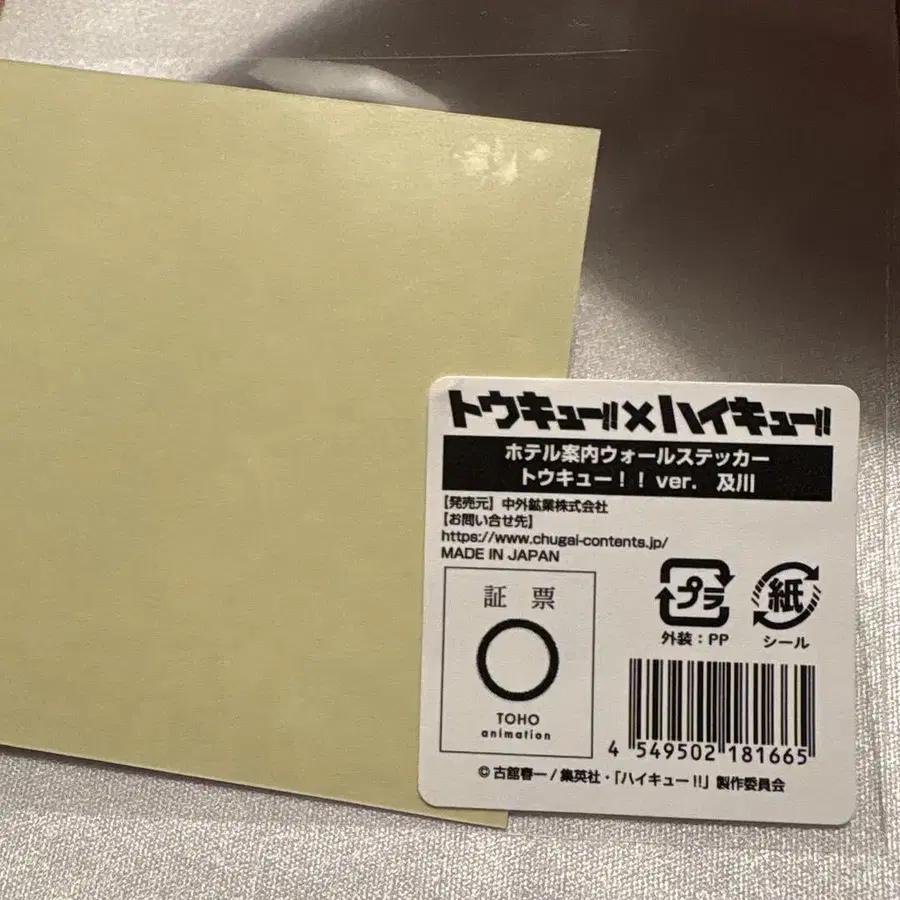 トウキュー!!×ハイキュー!!
ホテル案内ウォールステッカー
トウキュー！！ver. 及川
【発売元】中外鉱業株式会社
【お問い合せ先】
https://www.chugai-contents.jp/
MADE IN JAPAN
証票
TOHO
animation
プラ
外装：PP
紙
シール
4 549502 181665
©古舘春一/集英社・「ハイキュー!!」製作委員会